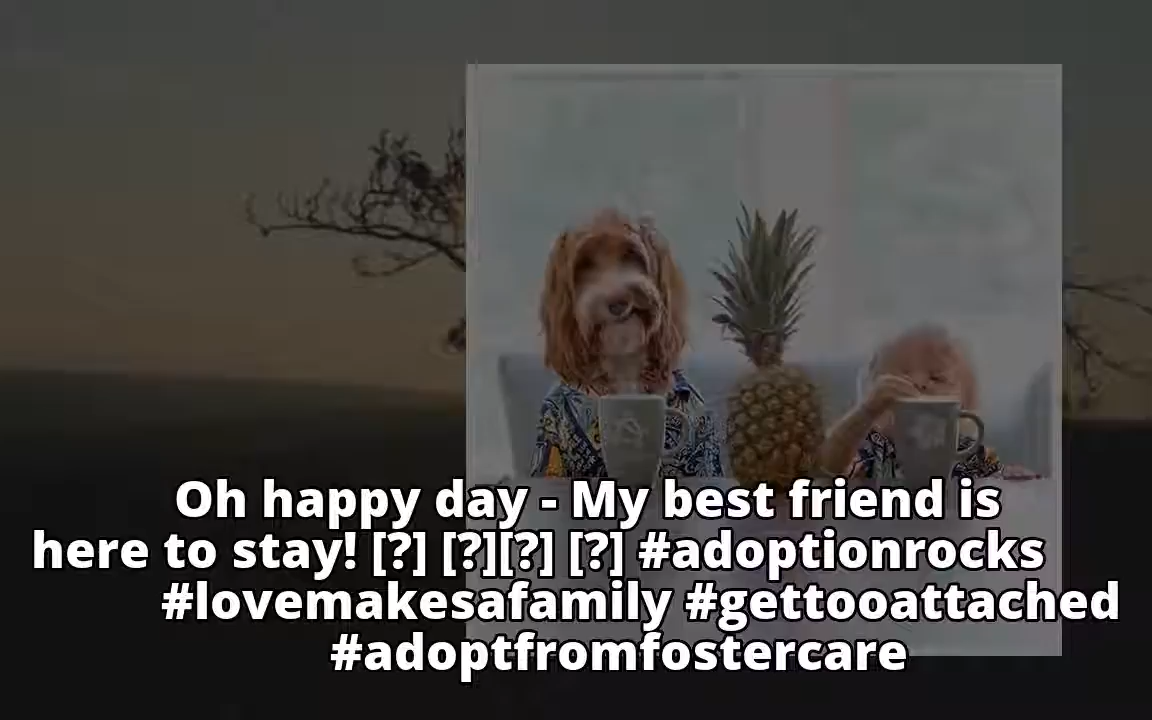 Oh happy day - My best friend is
here to stay! [?] [?][?] [?] #adoptionrocks
#lovemakesafamily #gettooattached
#adoptfromfostercare